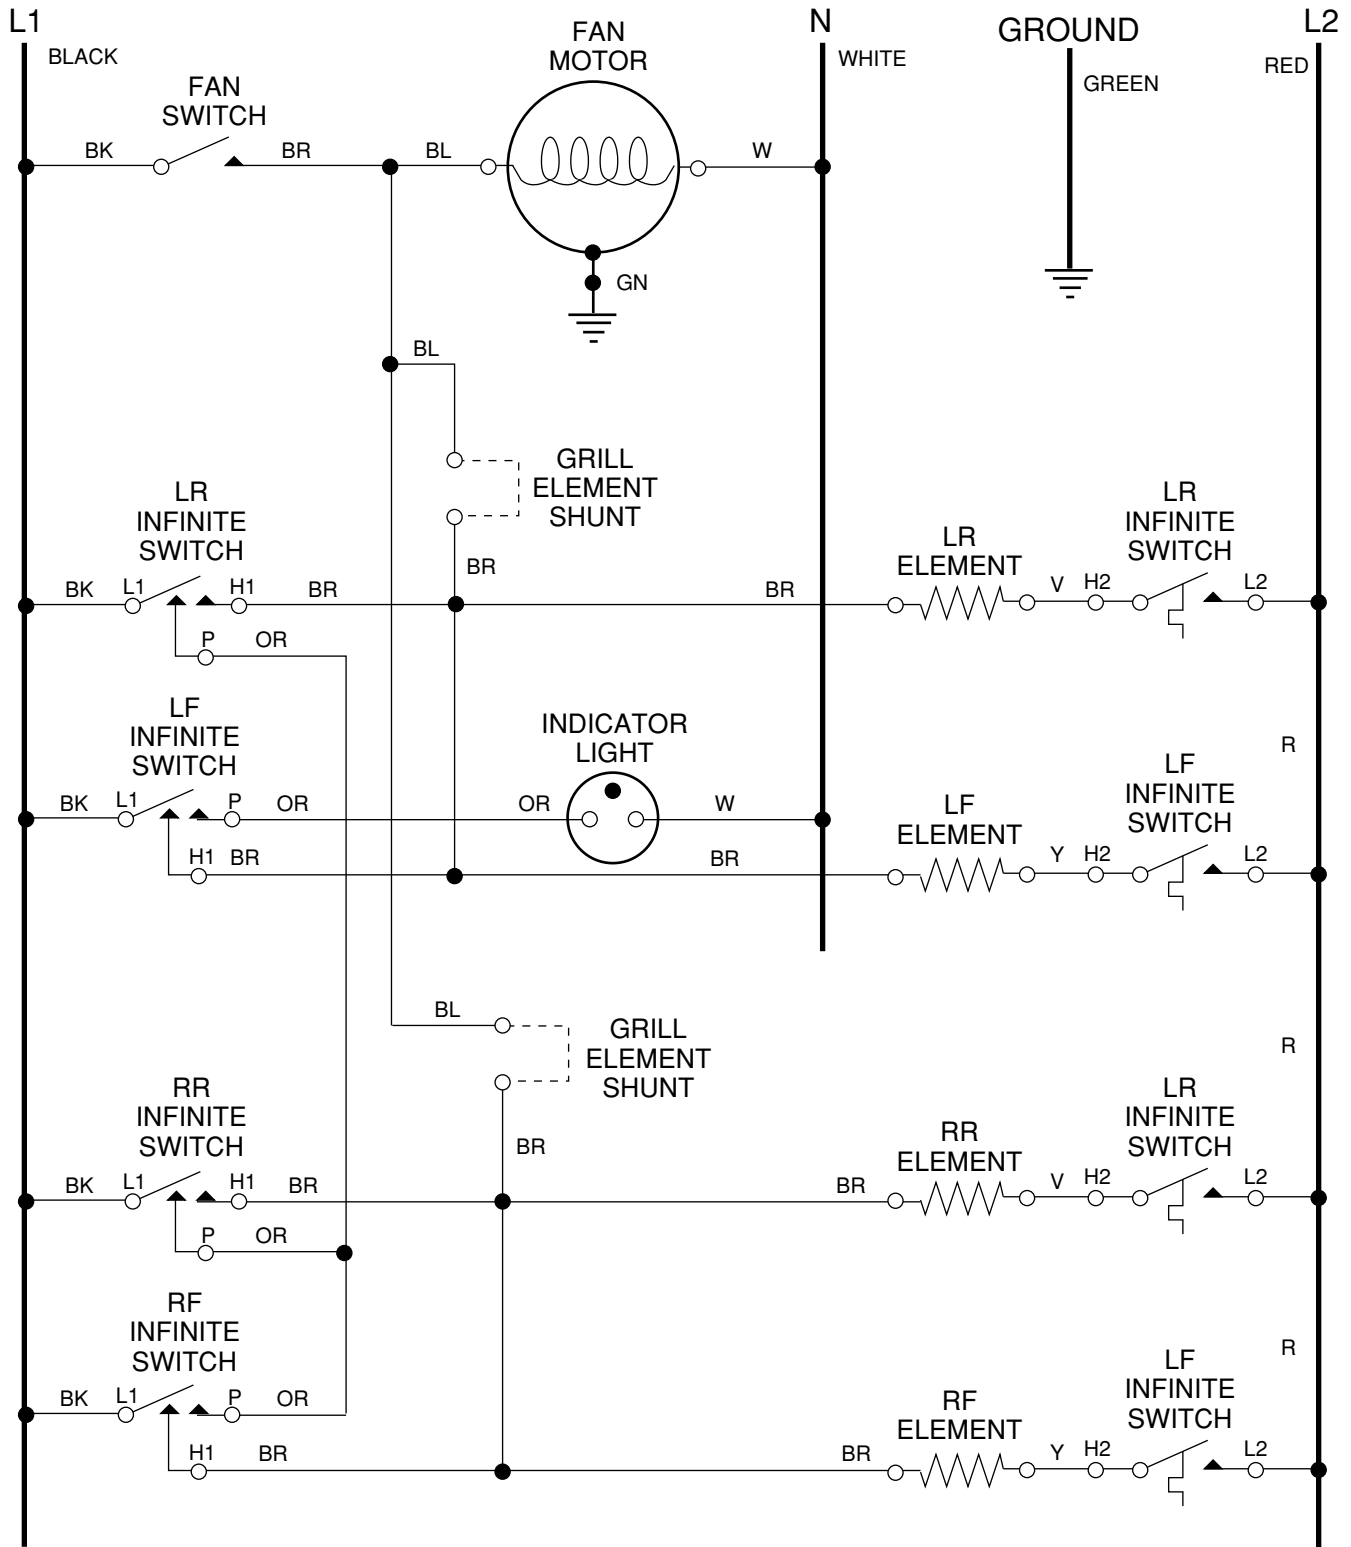 L1
N
GROUND
L2
BLACK
FAN
MOTOR
WHITE
GREEN
RED
FAN
SWITCH
BK
BR
BL
W
GN
BL
GRILL
ELEMENT
SHUNT
LR
INFINITE
SWITCH
BR
BK
L1
H1
BR
BR
LR
ELEMENT
V
H2
LR
INFINITE
SWITCH
L2
P
OR
LF
INFINITE
SWITCH
INDICATOR
LIGHT
R
BK
L1
P
OR
OR
W
LF
ELEMENT
Y
H2
LF
INFINITE
SWITCH
L2
H1
BR
BR
BL
GRILL
ELEMENT
SHUNT
R
RR
INFINITE
SWITCH
BR
BK
L1
H1
BR
BR
RR
ELEMENT
V
H2
LR
INFINITE
SWITCH
L2
P
OR
RF
INFINITE
SWITCH
R
BK
L1
P
OR
H1
BR
BR
RF
ELEMENT
Y
H2
LF
INFINITE
SWITCH
L2